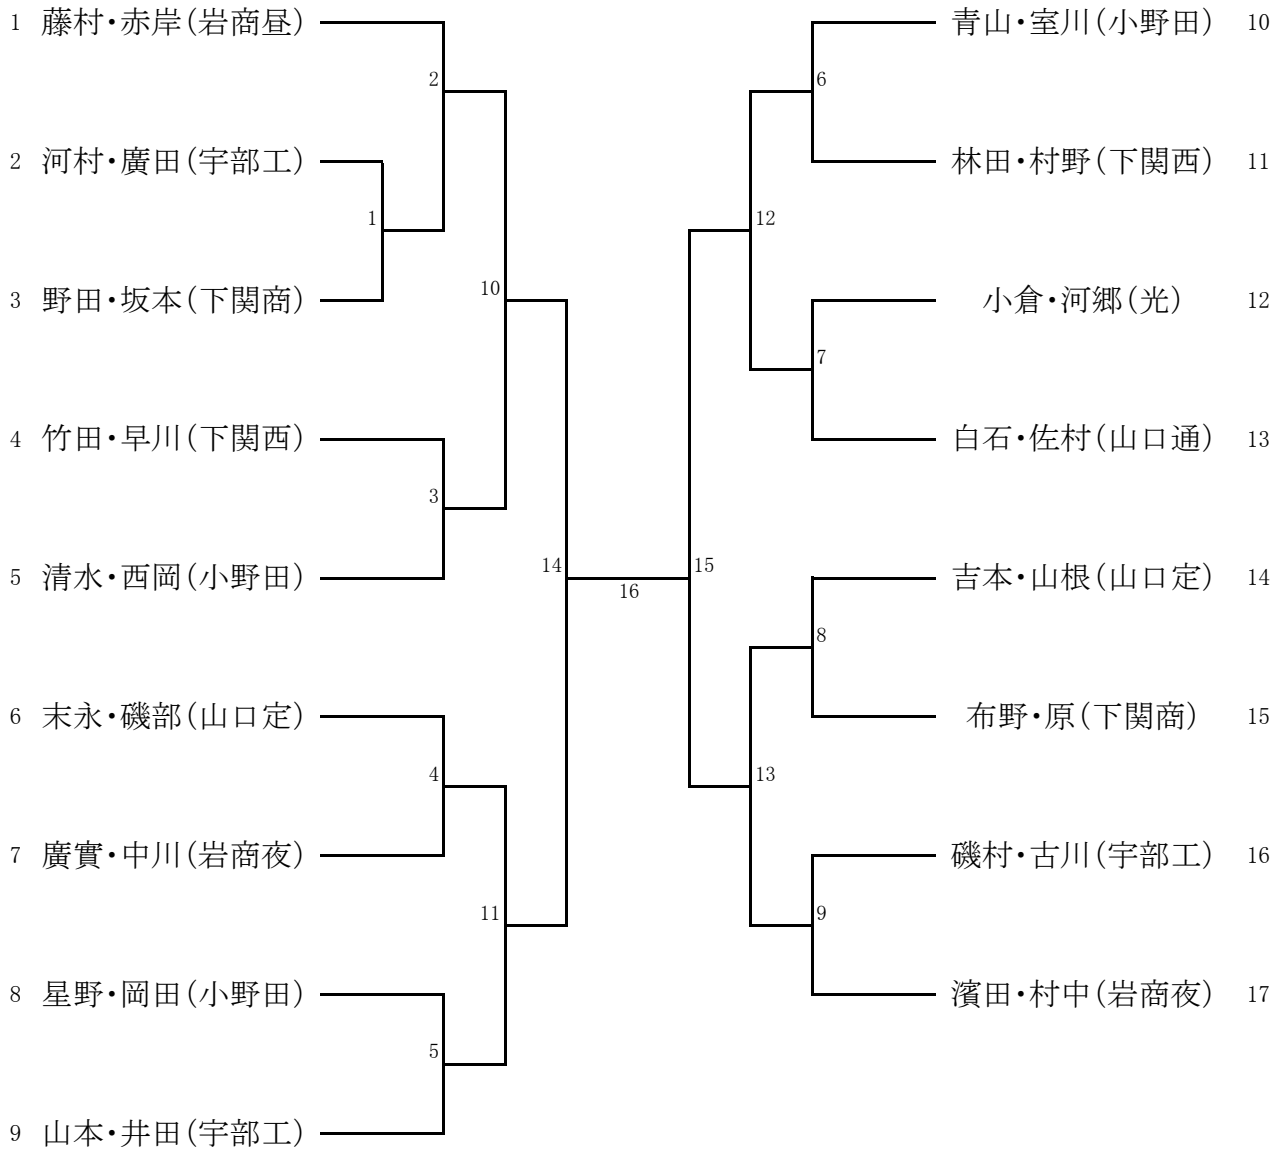 1 藤村・赤岸(岩商昼)
2 河村・廣田(宇部工)
3 野田・坂本(下関商)
4 竹田・早川(下関西)
5 清水・西岡(小野田)
6 末永・磯部(山口定)
7 廣實・中川(岩商夜)
8 星野・岡田(小野田)
9 山本・井田(宇部工)
2
1
10
3
14
4
11
5
16
6
12
7
15
8
13
9
青山・室川(小野田) 10
林田・村野(下関西) 11
小倉・河郷(光) 12
白石・佐村(山口通) 13
吉本・山根(山口定) 14
布野・原(下関商) 15
磯村・古川(宇部工) 16
濱田・村中(岩商夜) 17